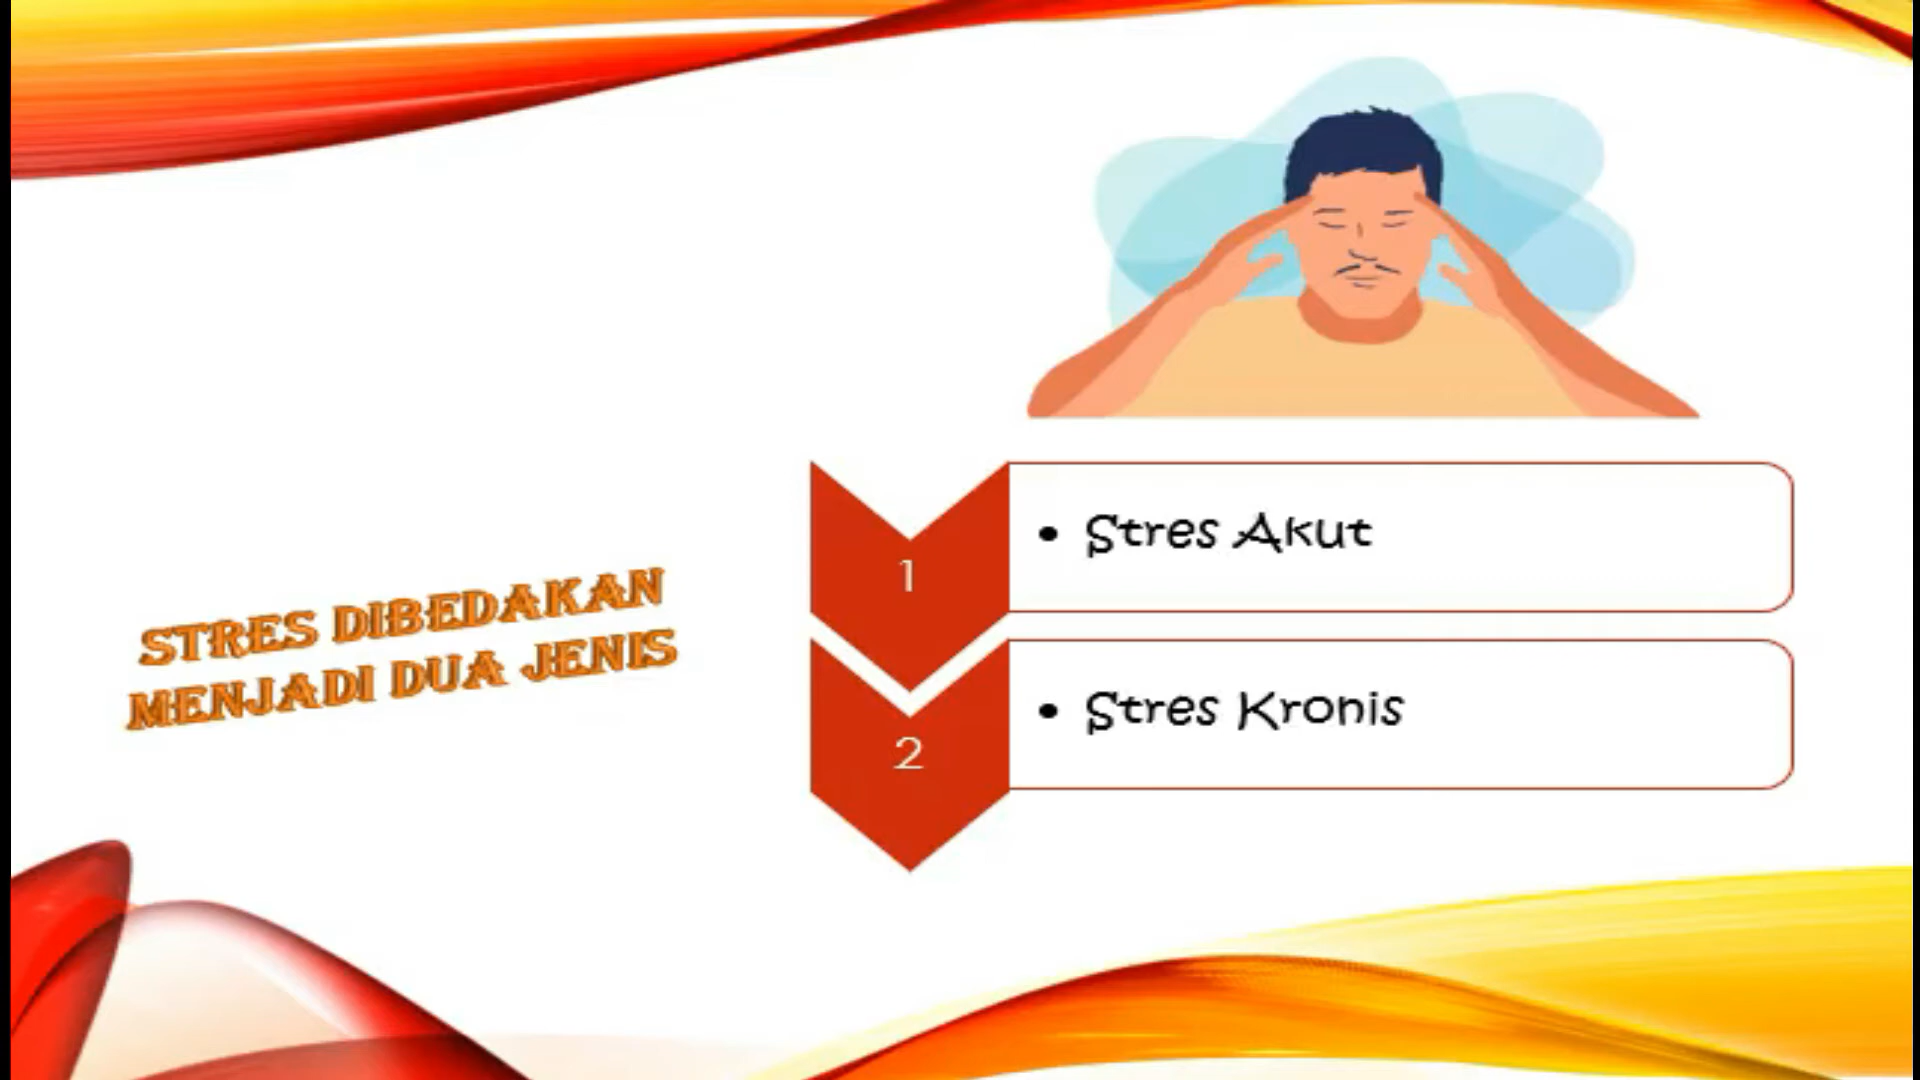 STRES DIBEDAKAN
MENJADI DUA JENIS
1
• Stres Akut
2
• Stres Kronis